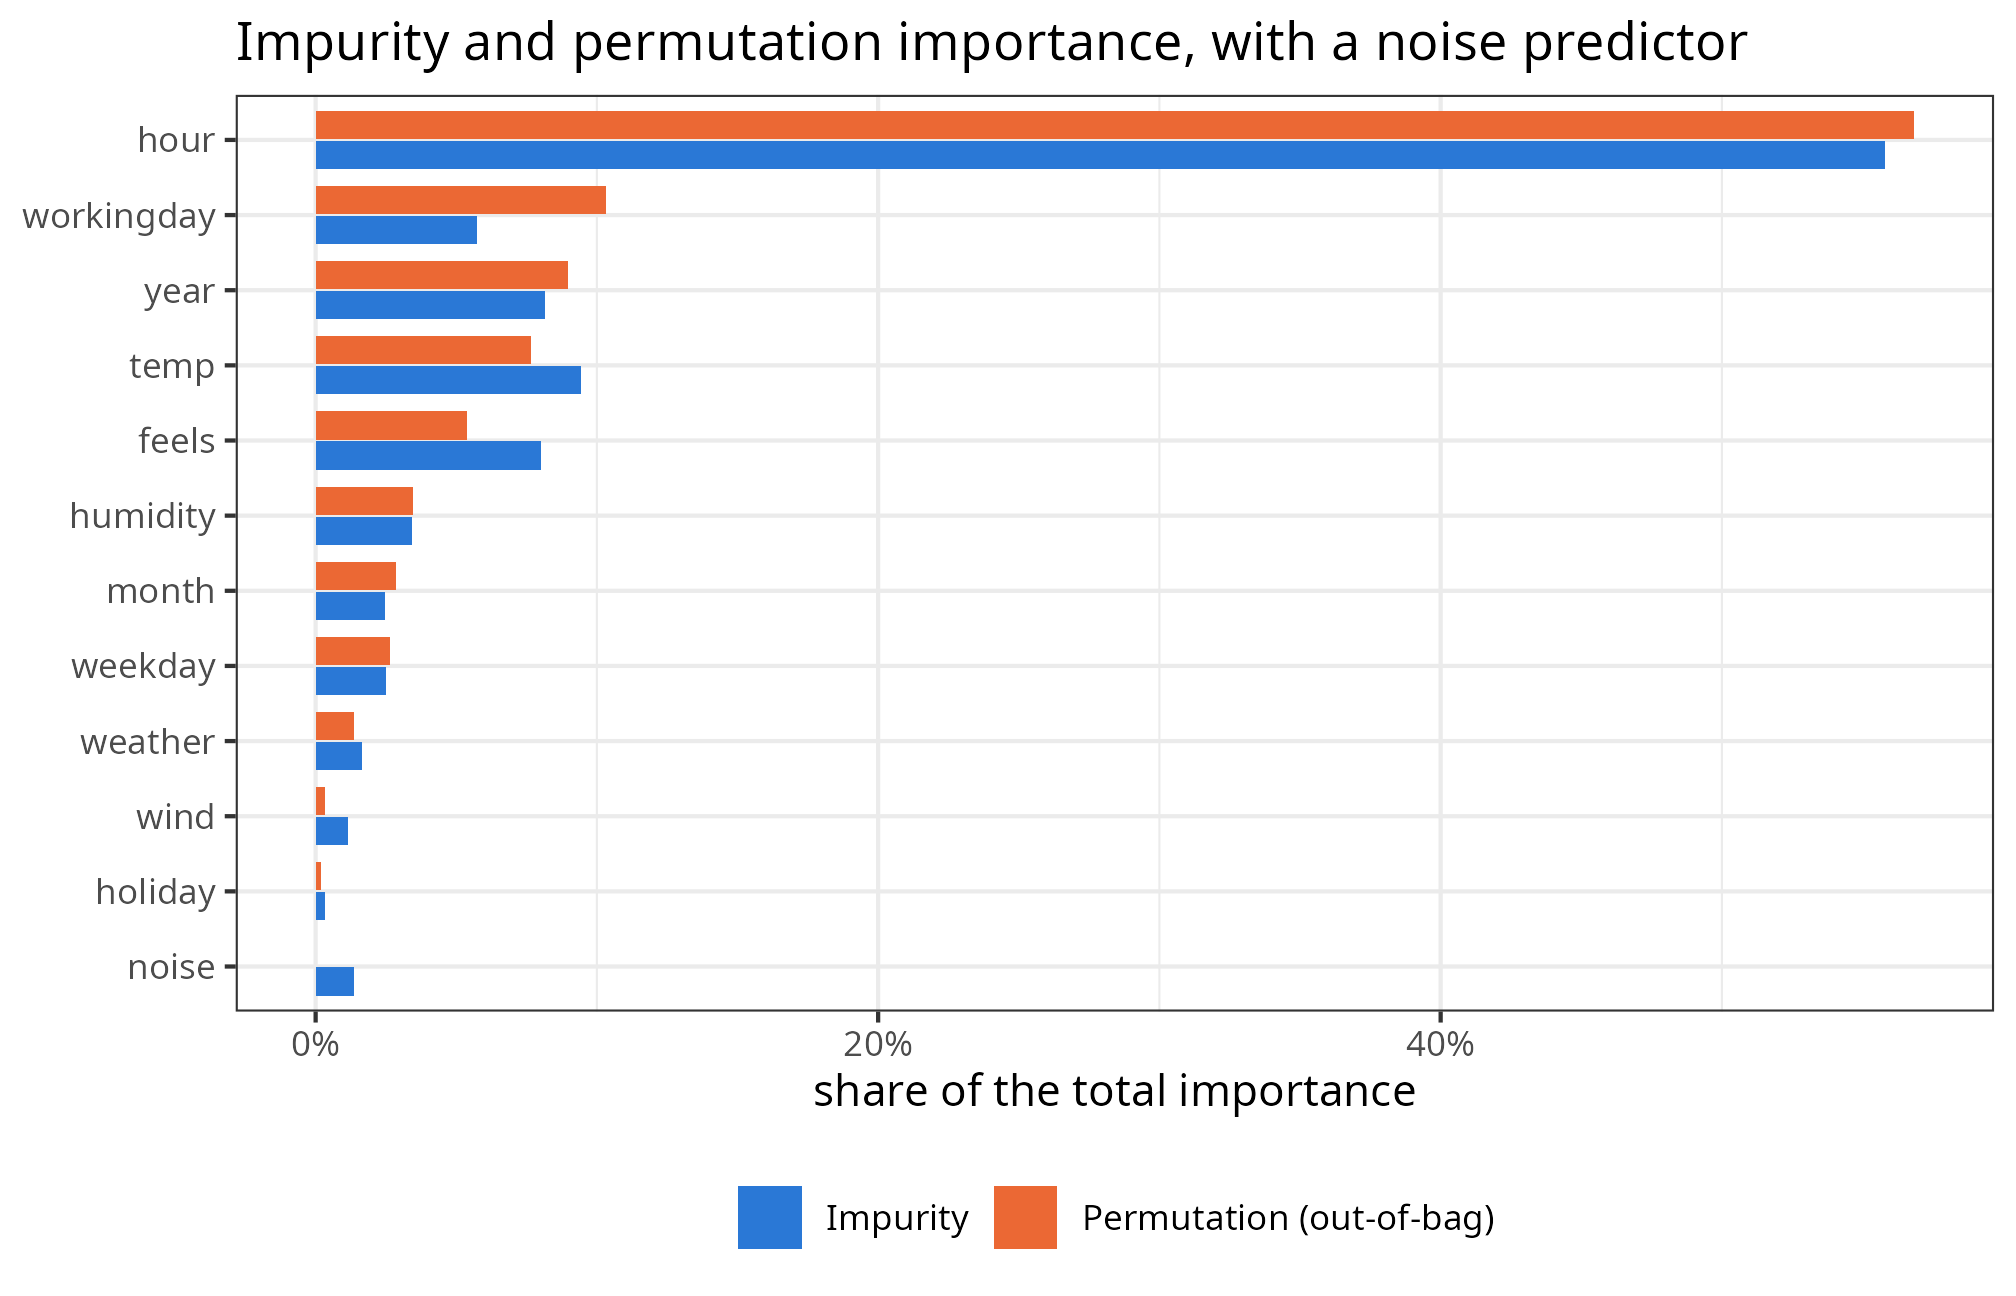 Impurity and permutation importance, with a noise predictor
hour
workingday
year
temp
feels
humidity
month
weekday
weather
wind
holiday
noise
0% 20% 40%
share of the total importance
Impurity Permutation (out-of-bag)